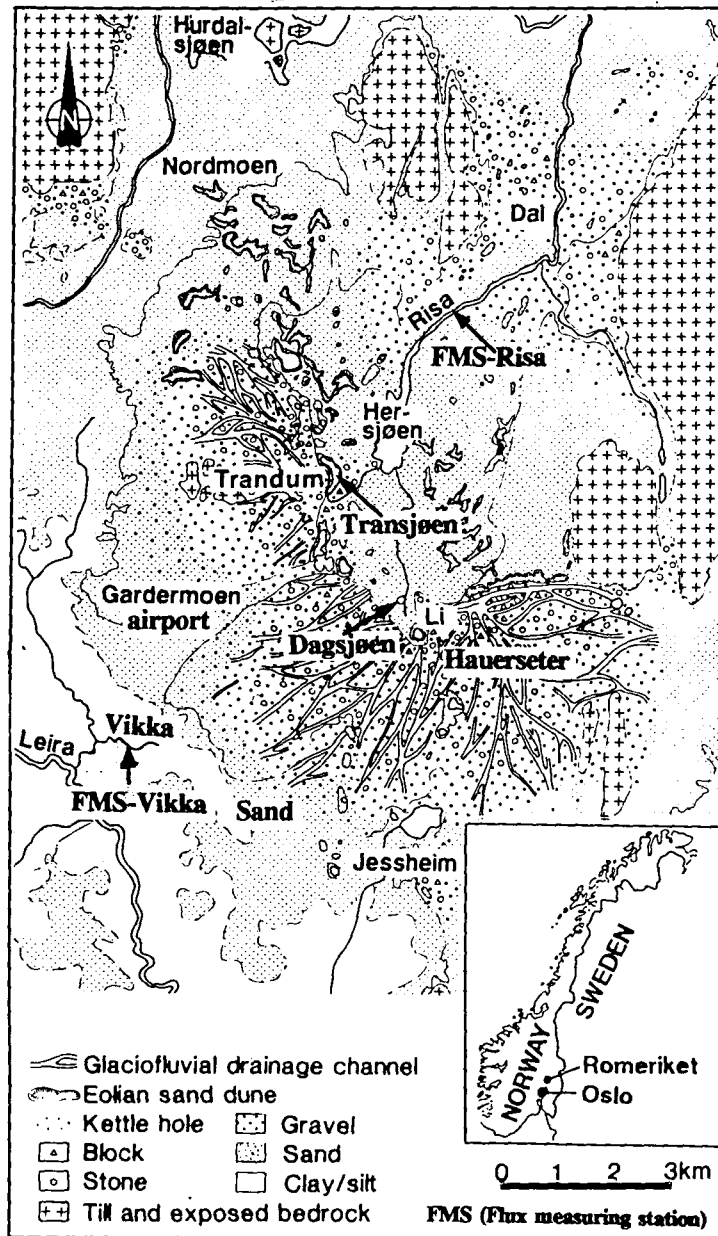 Hurdal-
sjøen
N
Nordmoen
Dal
Risa
FMS-Risa
Her-
sjøen
Trandum
Transjøen
Gardermoen
airport
Li
Dagsjøen
Hauerseter
Vikka
Leira
FMS-Vikka
Sand
Jessheim
NORWAY
SWEDEN
Romeriket
Oslo
Glaciofluvial drainage channel
Eolian sand dune
Kettle hole
Gravel
Block
Sand
Stone
Clay/silt
Till and exposed bedrock
0 1 2 3km
FMS (Flux measuring station)